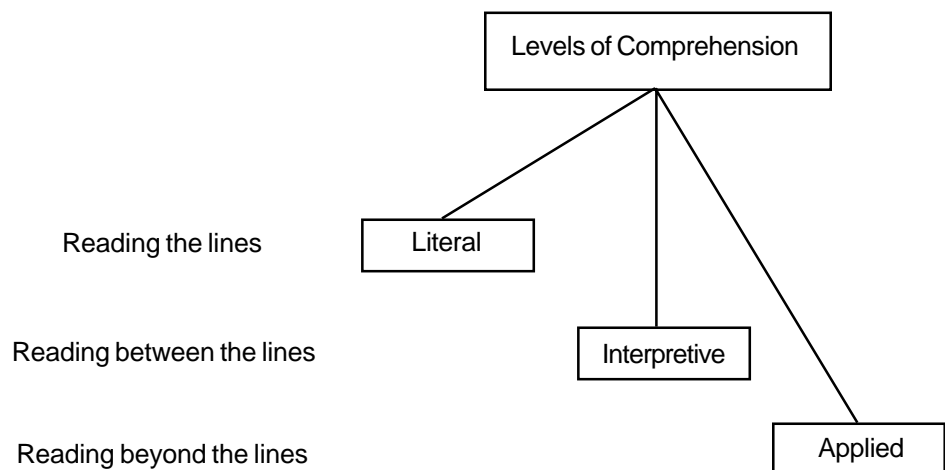 Levels of Comprehension
Reading the lines
Literal
Reading between the lines
Interpretive
Reading beyond the lines
Applied